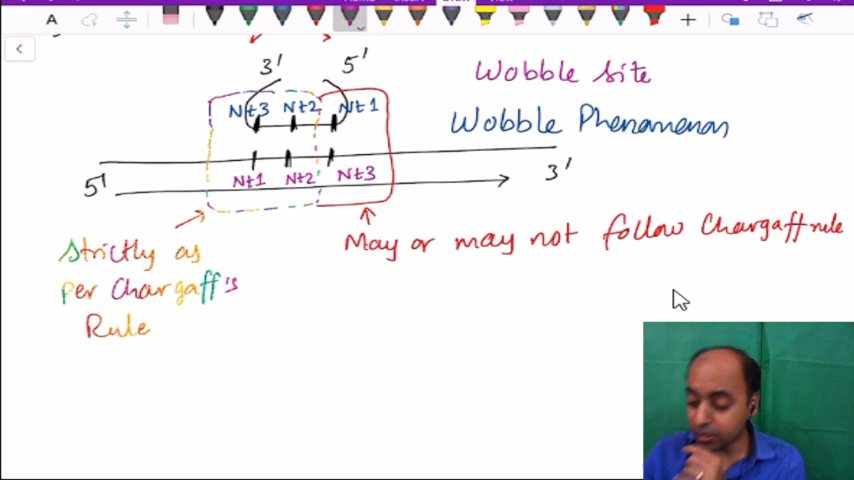 3' 5'
Wobble site
Nt3 Nt2 Nt1
Wobble Phenomenon
5' Nt1 Nt2 Nt3 3'
May or may not follow Chargaff rule
Strictly as
per Chargaff's
Rule